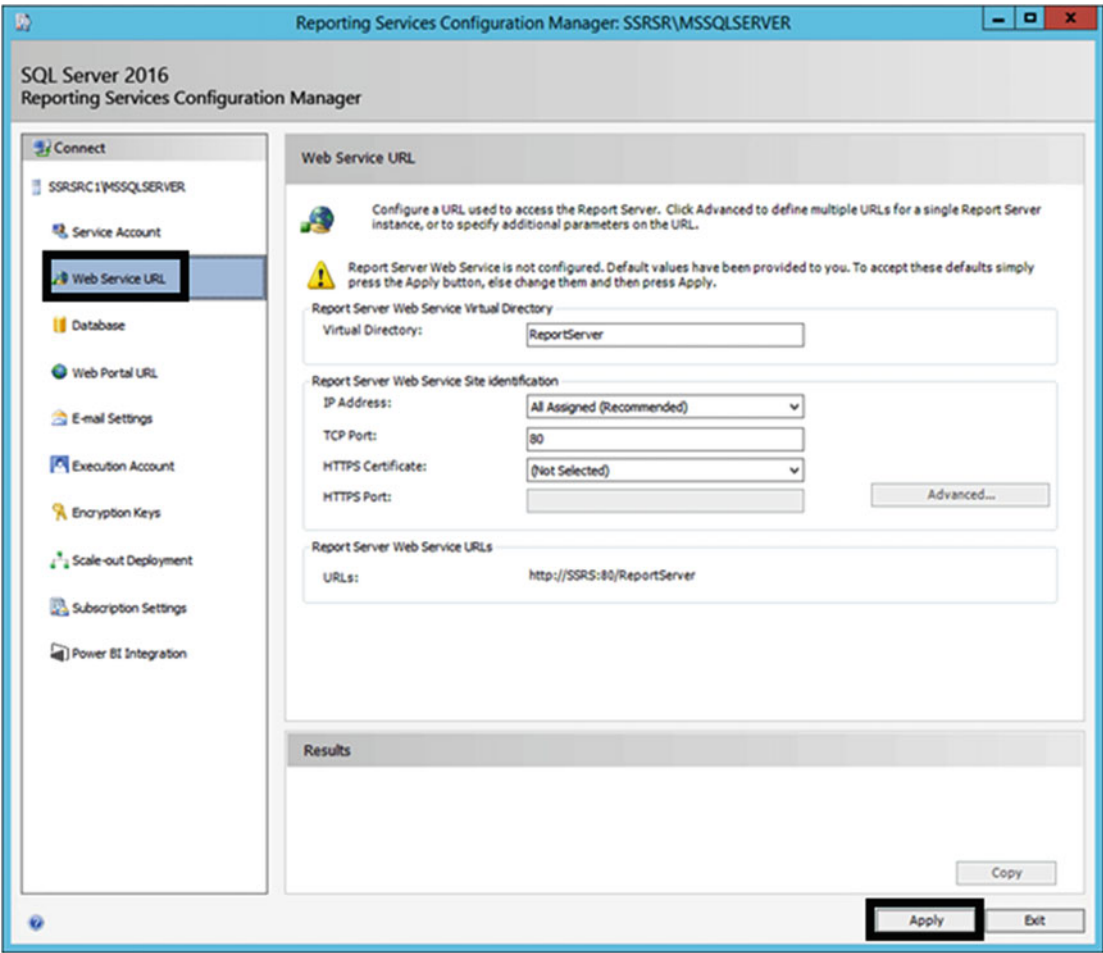 Reporting Services Configuration Manager: SSRSR\MSSQLSERVER
SQL Server 2016
Reporting Services Configuration Manager
Connect
SSRSRC1\MSSQLSERVER
Service Account
Web Service URL
Database
Web Portal URL
E-mail Settings
Execution Account
Encryption Keys
Scale-out Deployment
Subscription Settings
Power BI Integration
Web Service URL
Configure a URL used to access the Report Server. Click Advanced to define multiple URLs for a single Report Server
instance, or to specify additional parameters on the URL.
Report Server Web Service is not configured. Default values have been provided to you. To accept these defaults simply
press the Apply button, else change them and then press Apply.
Report Server Web Service Virtual Directory
Virtual Directory: ReportServer
Report Server Web Service Site identification
IP Address: All Assigned (Recommended)
TCP Port: 80
HTTPS Certificate: (Not Selected)
HTTPS Port:
Advanced...
Report Server Web Service URLs
URLs: http://SSRS:80/ReportServer
Results
Copy
Apply
Exit